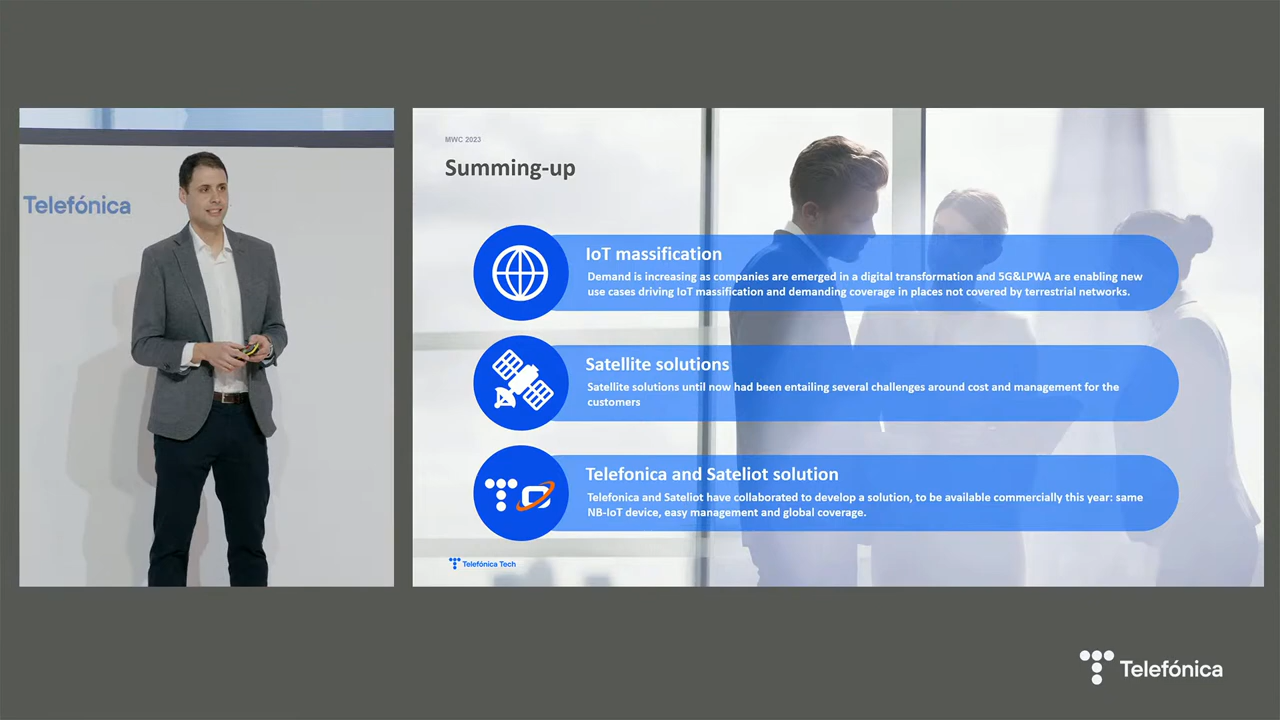 Telefónica
MWC 2023
Summing-up
IoT massification
Demand is increasing as companies are emerged in a digital transformation and 5G&LPWA are enabling new
use cases driving IoT massification and demanding coverage in places not covered by terrestrial networks.
Satellite solutions
Satellite solutions until now had been entailing several challenges around cost and management for the
customers
Telefonica and Sateliot solution
Telefonica and Sateliot have collaborated to develop a solution, to be available commercially this year: same
NB-IoT device, easy management and global coverage.
Telefónica Tech
Telefónica